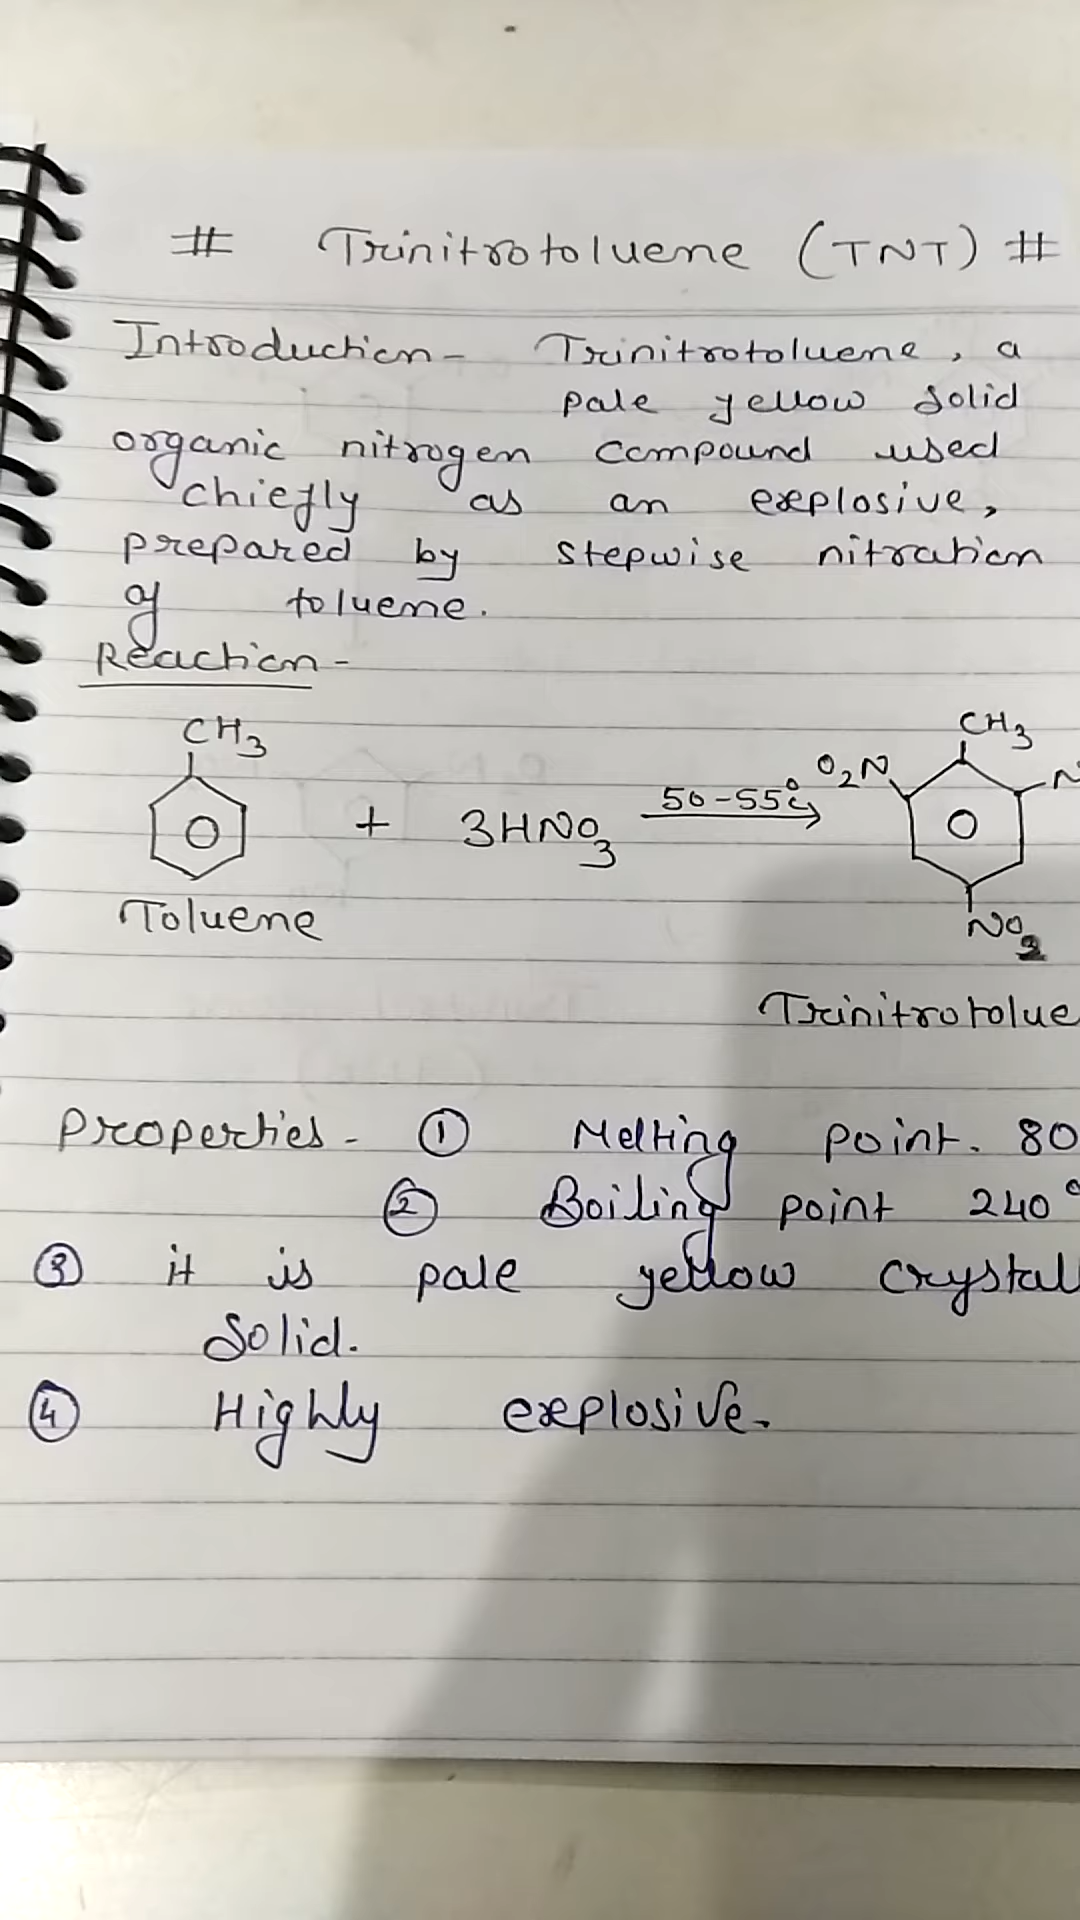 # Trinitrotoluene (TNT) #
Introduction - Trinitrotoluene, a
pale yellow solid
organic nitrogen compound used
chiefly as an explosive,
prepared by stepwise nitration
of toluene.
Reaction -
CH3 CH3
O2N N
+ 3HNO3 50-55°C
Toluene NO2
Trinitrotolue
Properties - ① Melting point. 80
② Boiling point 240°
③ it is pale yellow crystal
Solid.
④ Highly explosive.